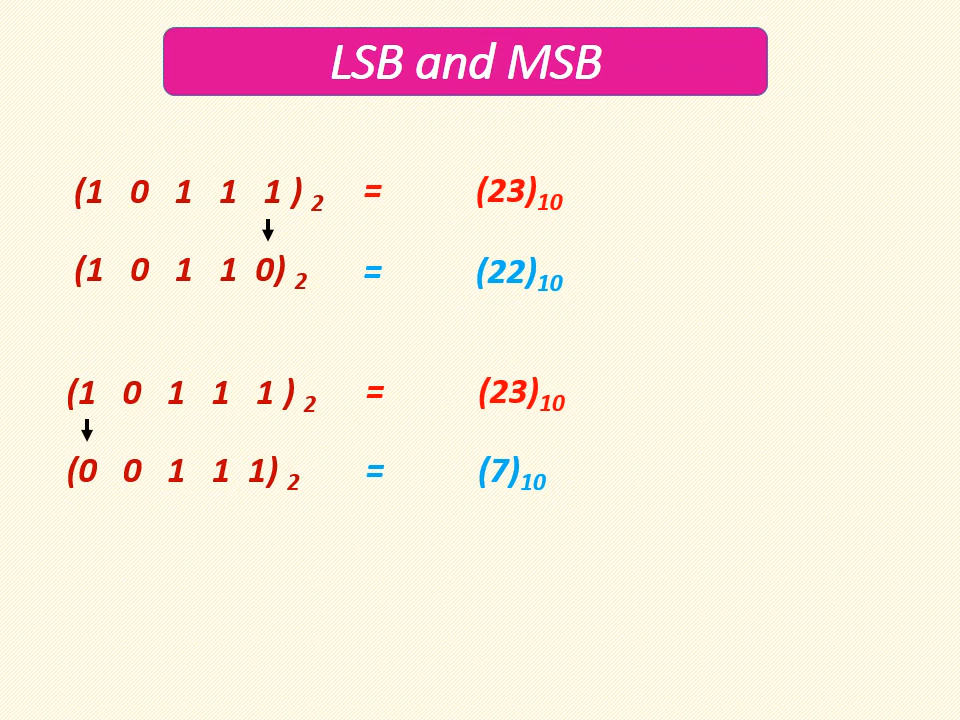 LSB and MSB
(1 0 1 1 1 ) 2 = (23)10
(1 0 1 1 0) 2 = (22)10
(1 0 1 1 1 ) 2 = (23)10
(0 0 1 1 1) 2 = (7)10